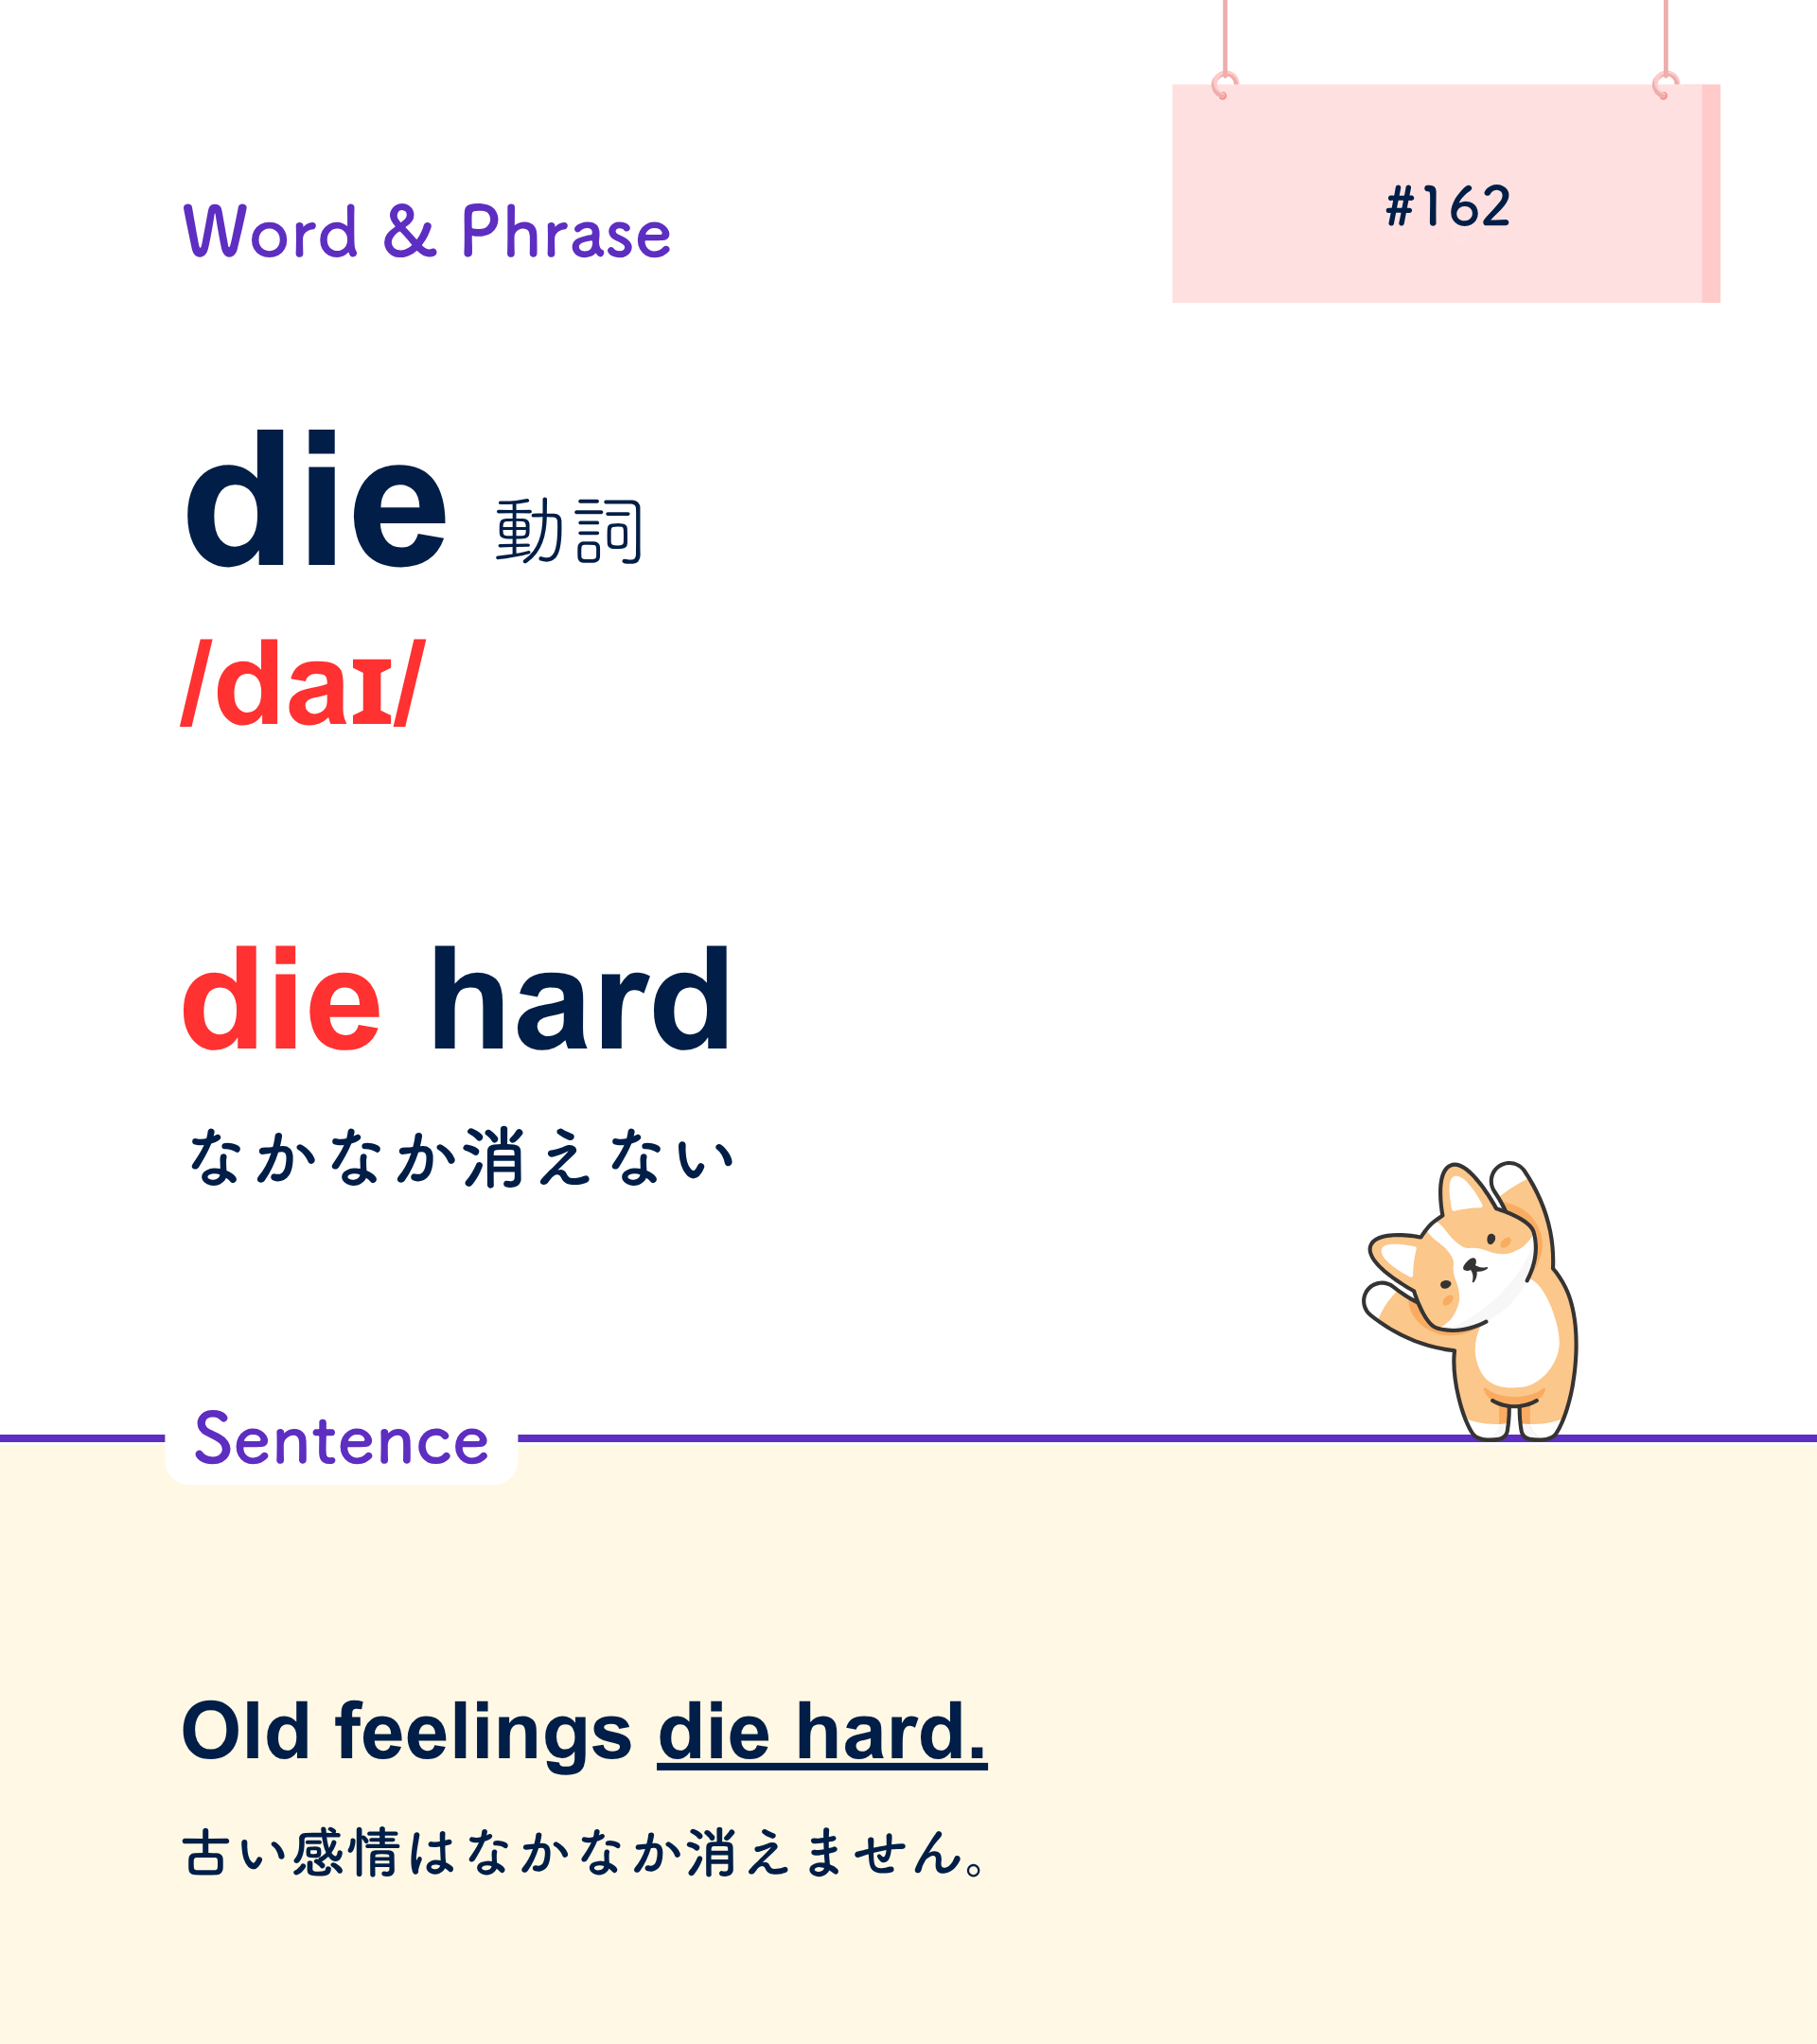 #162
Word & Phrase
die 動詞
/daɪ/
die hard
なかなか消えない
Sentence
Old feelings die hard.
古い感情はなかなか消えません。